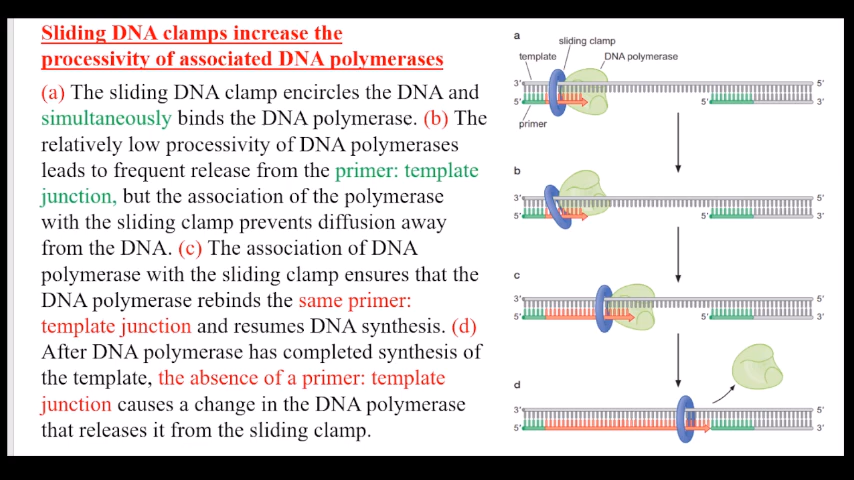 Sliding DNA clamps increase the
processivity of associated DNA polymerases
(a) The sliding DNA clamp encircles the DNA and
simultaneously binds the DNA polymerase. (b) The
relatively low processivity of DNA polymerases
leads to frequent release from the primer: template
junction, but the association of the polymerase
with the sliding clamp prevents diffusion away
from the DNA. (c) The association of DNA
polymerase with the sliding clamp ensures that the
DNA polymerase rebinds the same primer:
template junction and resumes DNA synthesis. (d)
After DNA polymerase has completed synthesis of
the template, the absence of a primer: template
junction causes a change in the DNA polymerase
that releases it from the sliding clamp.
a
sliding clamp
template
DNA polymerase
3' 5'
5' 5' 3'
primer
b
3' 5'
5' 5' 3'
c
3' 5'
5' 5' 3'
d
3' 5'
5' 3'